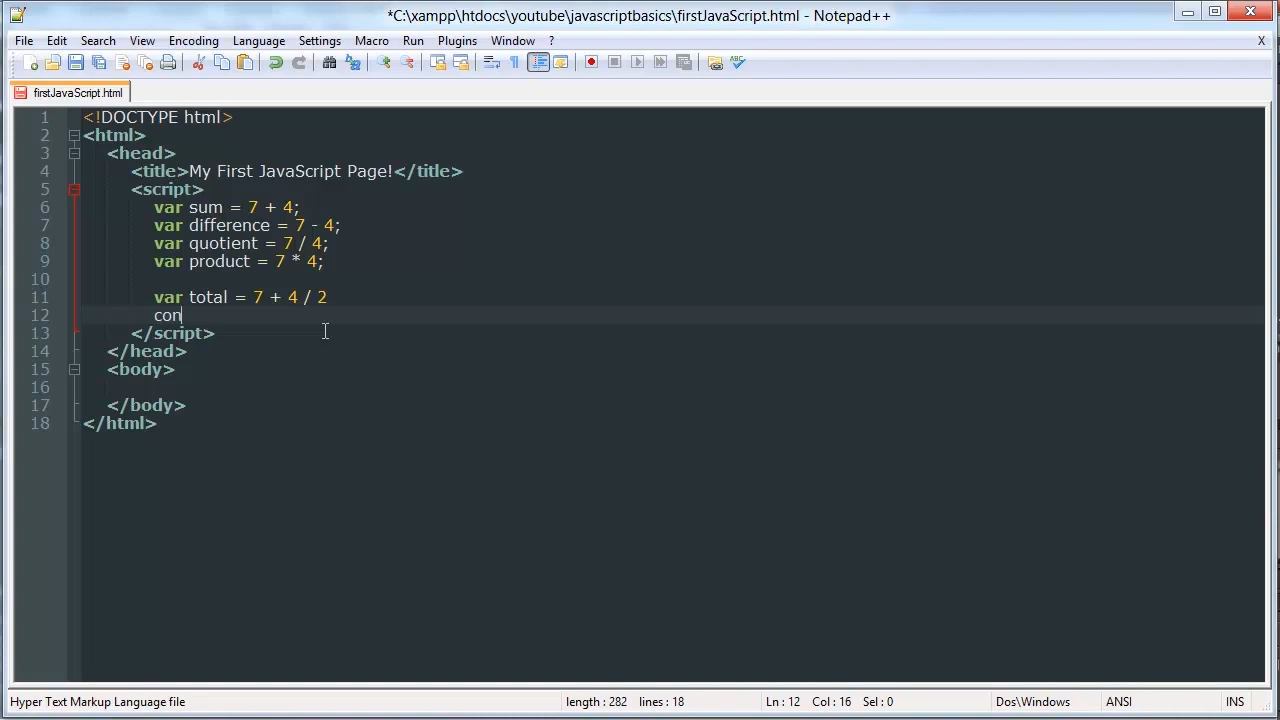 *C:\xampp\htdocs\youtube\javascriptbasics\firstJavaScript.html - Notepad++
File Edit Search View Encoding Language Settings Macro Run Plugins Window ? X
firstJavaScript.html
1 <!DOCTYPE html>
2 <html>
3 <head>
4 <title>My First JavaScript Page!</title>
5 <script>
6 var sum = 7 + 4;
7 var difference = 7 - 4;
8 var quotient = 7 / 4;
9 var product = 7 * 4;
10
11 var total = 7 + 4 / 2
12 con
13 </script>
14 </head>
15 <body>
16
17 </body>
18 </html>
Hyper Text Markup Language file length : 282 lines : 18 Ln : 12 Col : 16 Sel : 0 Dos\Windows ANSI INS